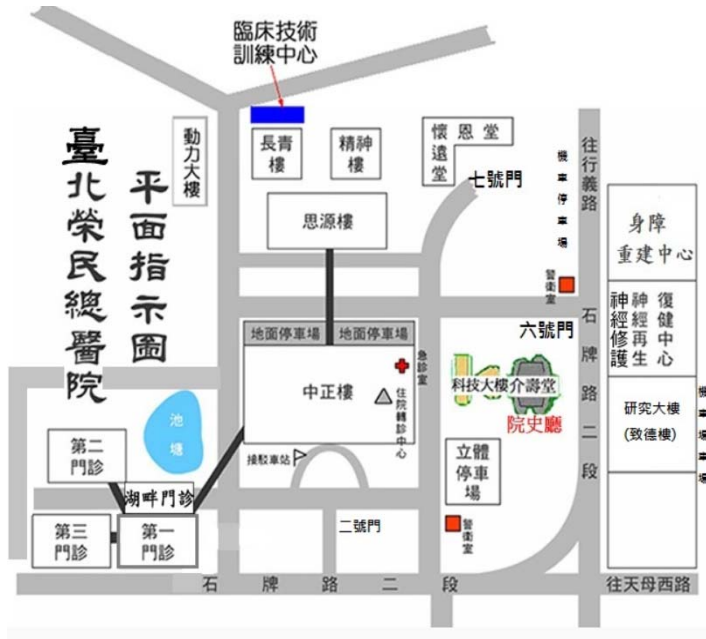 臨床技術
訓練中心
臺北榮民總醫院
平面指示圖
動力大樓
長青
樓
精神
樓
懷恩堂
懷遠堂
七號門
機車停車場
往行義路
思源樓
身障
重建中心
警衛室
六號門
神經修護
神經再生
復健中心
地面停車場
地面停車場
急診室
中正樓
住院轉診中心
科技大樓
介壽堂
院史廳
石牌路二段
研究大樓
(致德樓)
機車停車場
池塘
第二
門診
接駁車站
立體
停車
場
湖畔門診
第三
門診
第一
門診
二號門
警衛室
石牌路二段
往天母西路